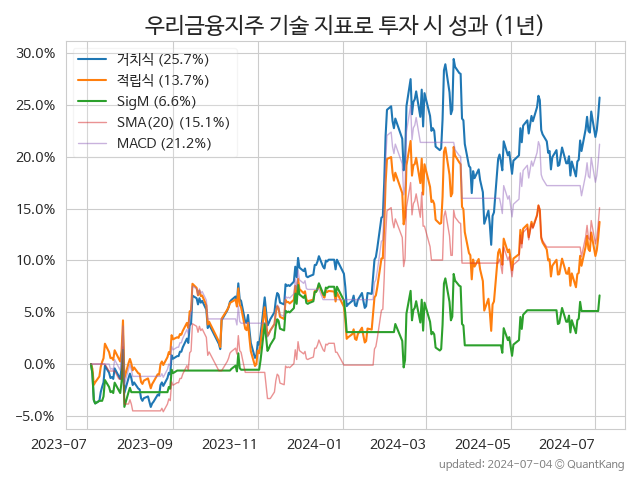 우리금융지주 기술 지표로 투자 시 성과 (1년)
30.0%
25.0%
20.0%
15.0%
10.0%
5.0%
0.0%
−5.0%
거치식 (25.7%)
적립식 (13.7%)
SigM (6.6%)
SMA(20) (15.1%)
MACD (21.2%)
2023-07
2023-09
2023-11
2024-01
2024-03
2024-05
2024-07
updated: 2024-07-04 © QuantKang